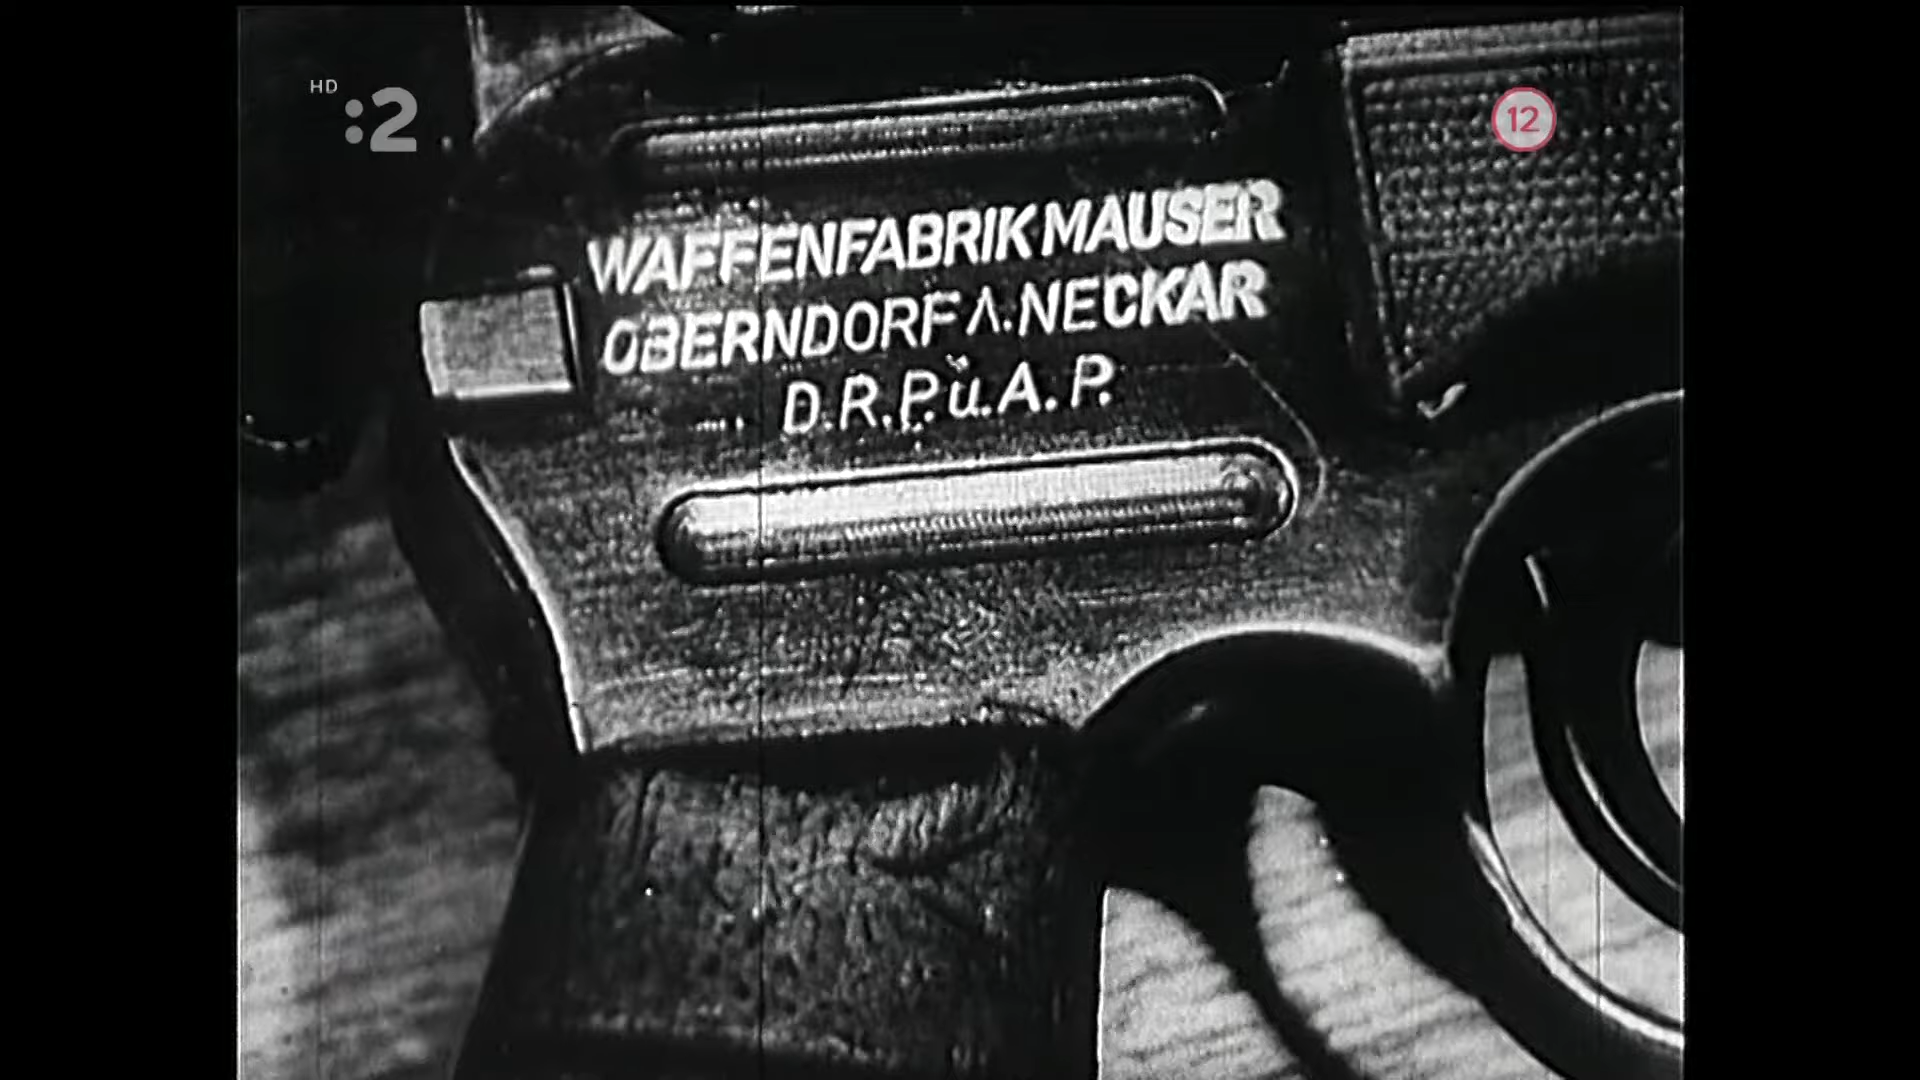 HD
:2
12
WAFFENFABRIK MAUSER
OBERNDORF A. NECKAR
D.R.P.u.A.P.